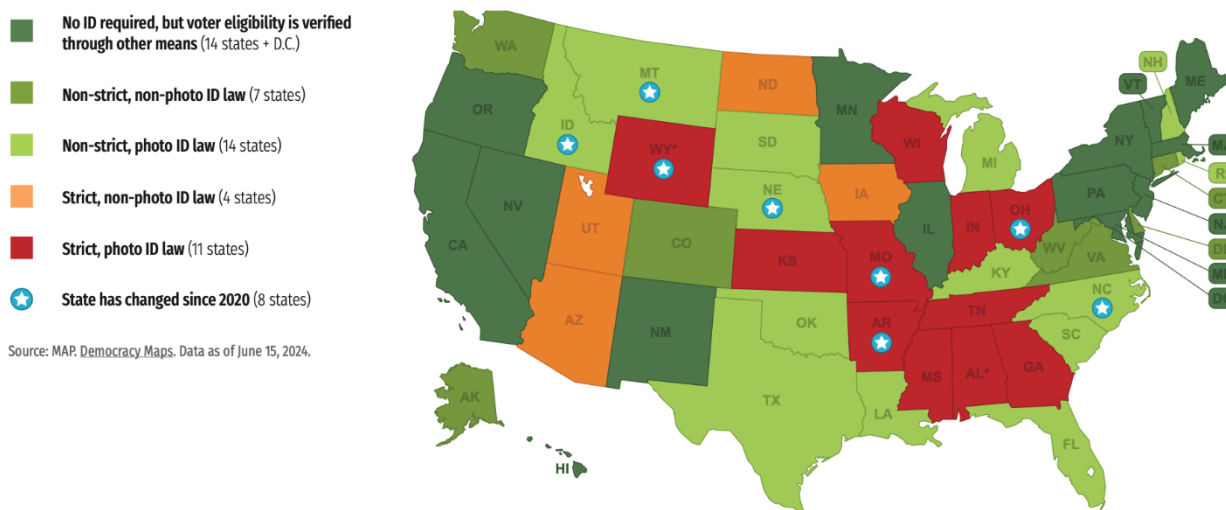 No ID required, but voter eligibility is verified
through other means (14 states + D.C.)
Non-strict, non-photo ID law (7 states)
Non-strict, photo ID law (14 states)
Strict, non-photo ID law (4 states)
Strict, photo ID law (11 states)
State has changed since 2020 (8 states)
Source: MAP. Democracy Maps. Data as of June 15, 2024.
WA
MT
ND
MN
NH
VT
ME
OR
ID
WY*
SD
WI
MI
NY
NV
NE
IA
PA
CA
UT
CO
KS
MO
IL
IN
OH
WV
VA
KY
NC
AZ
NM
OK
AR
TN
SC
TX
LA
MS
AL*
GA
FL
AK
HI